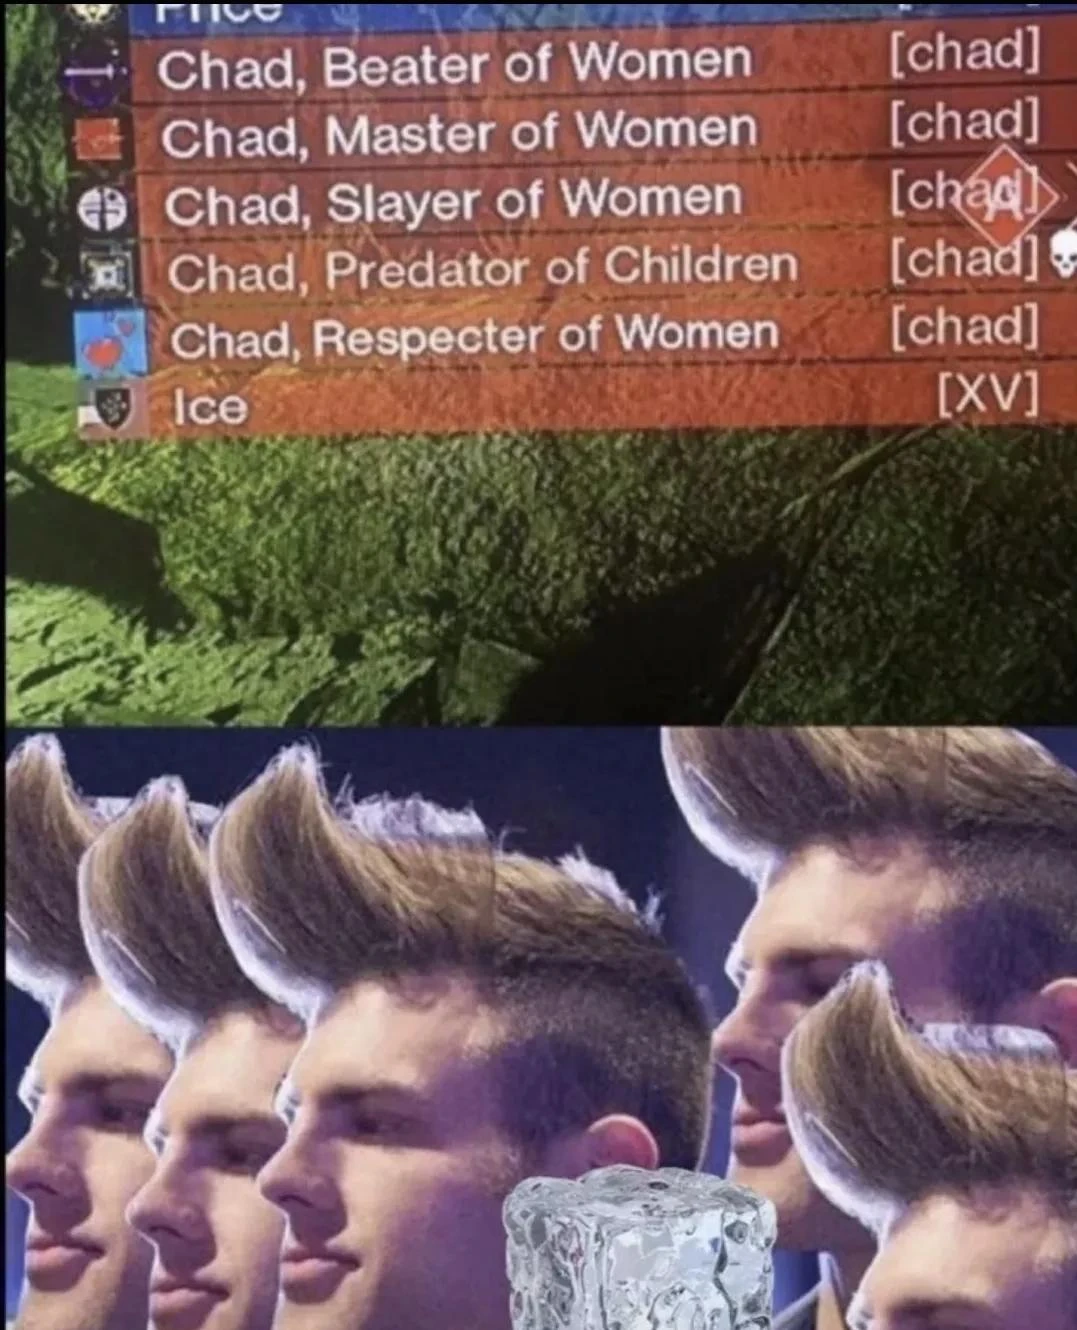 Price
Chad, Beater of Women [chad]
Chad, Master of Women [chad]
Chad, Slayer of Women [chad]
A
Chad, Predator of Children [chad]
Chad, Respecter of Women [chad]
Ice [XV]